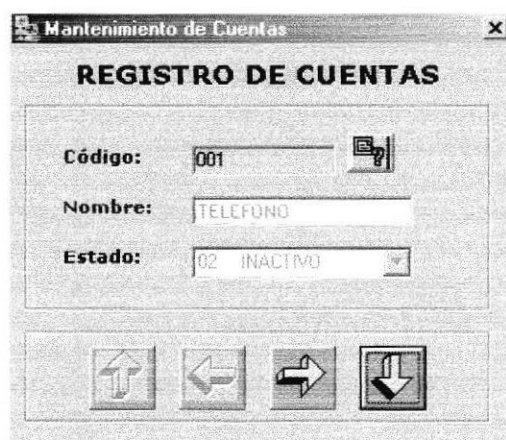 Mantenimiento de Cuentas
REGISTRO DE CUENTAS
Código: 001
Nombre: TELEFONO
Estado: 02 INACTIVO